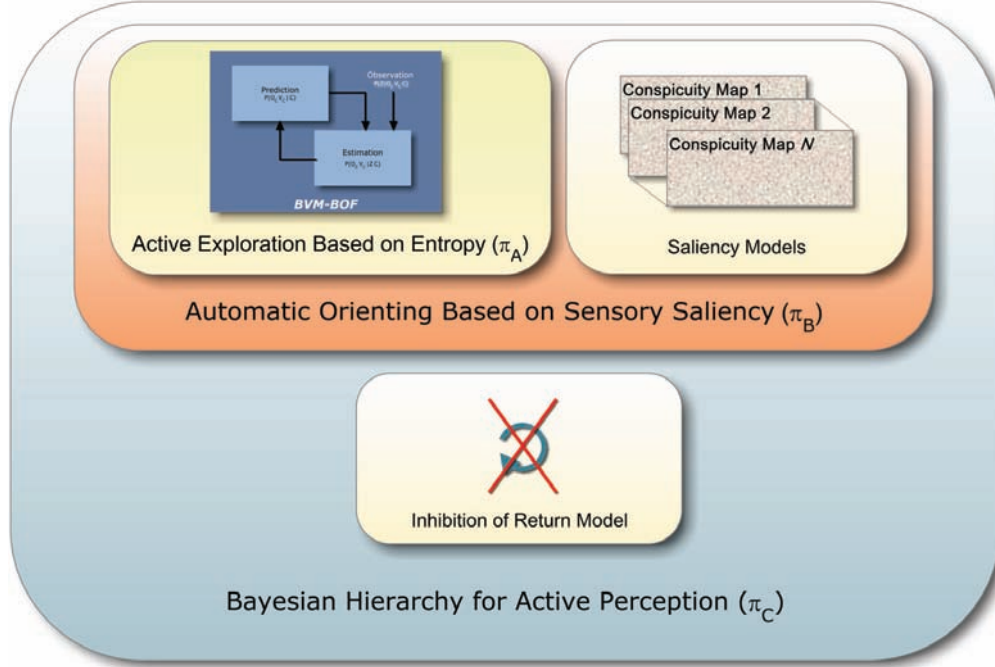 Prediction
Observation
Estimation
BVM-BOF
Active Exploration Based on Entropy (π_A)
Conspicuity Map 1
Conspicuity Map 2
Conspicuity Map N
Saliency Models
Automatic Orienting Based on Sensory Saliency (π_B)
Inhibition of Return Model
Bayesian Hierarchy for Active Perception (π_C)